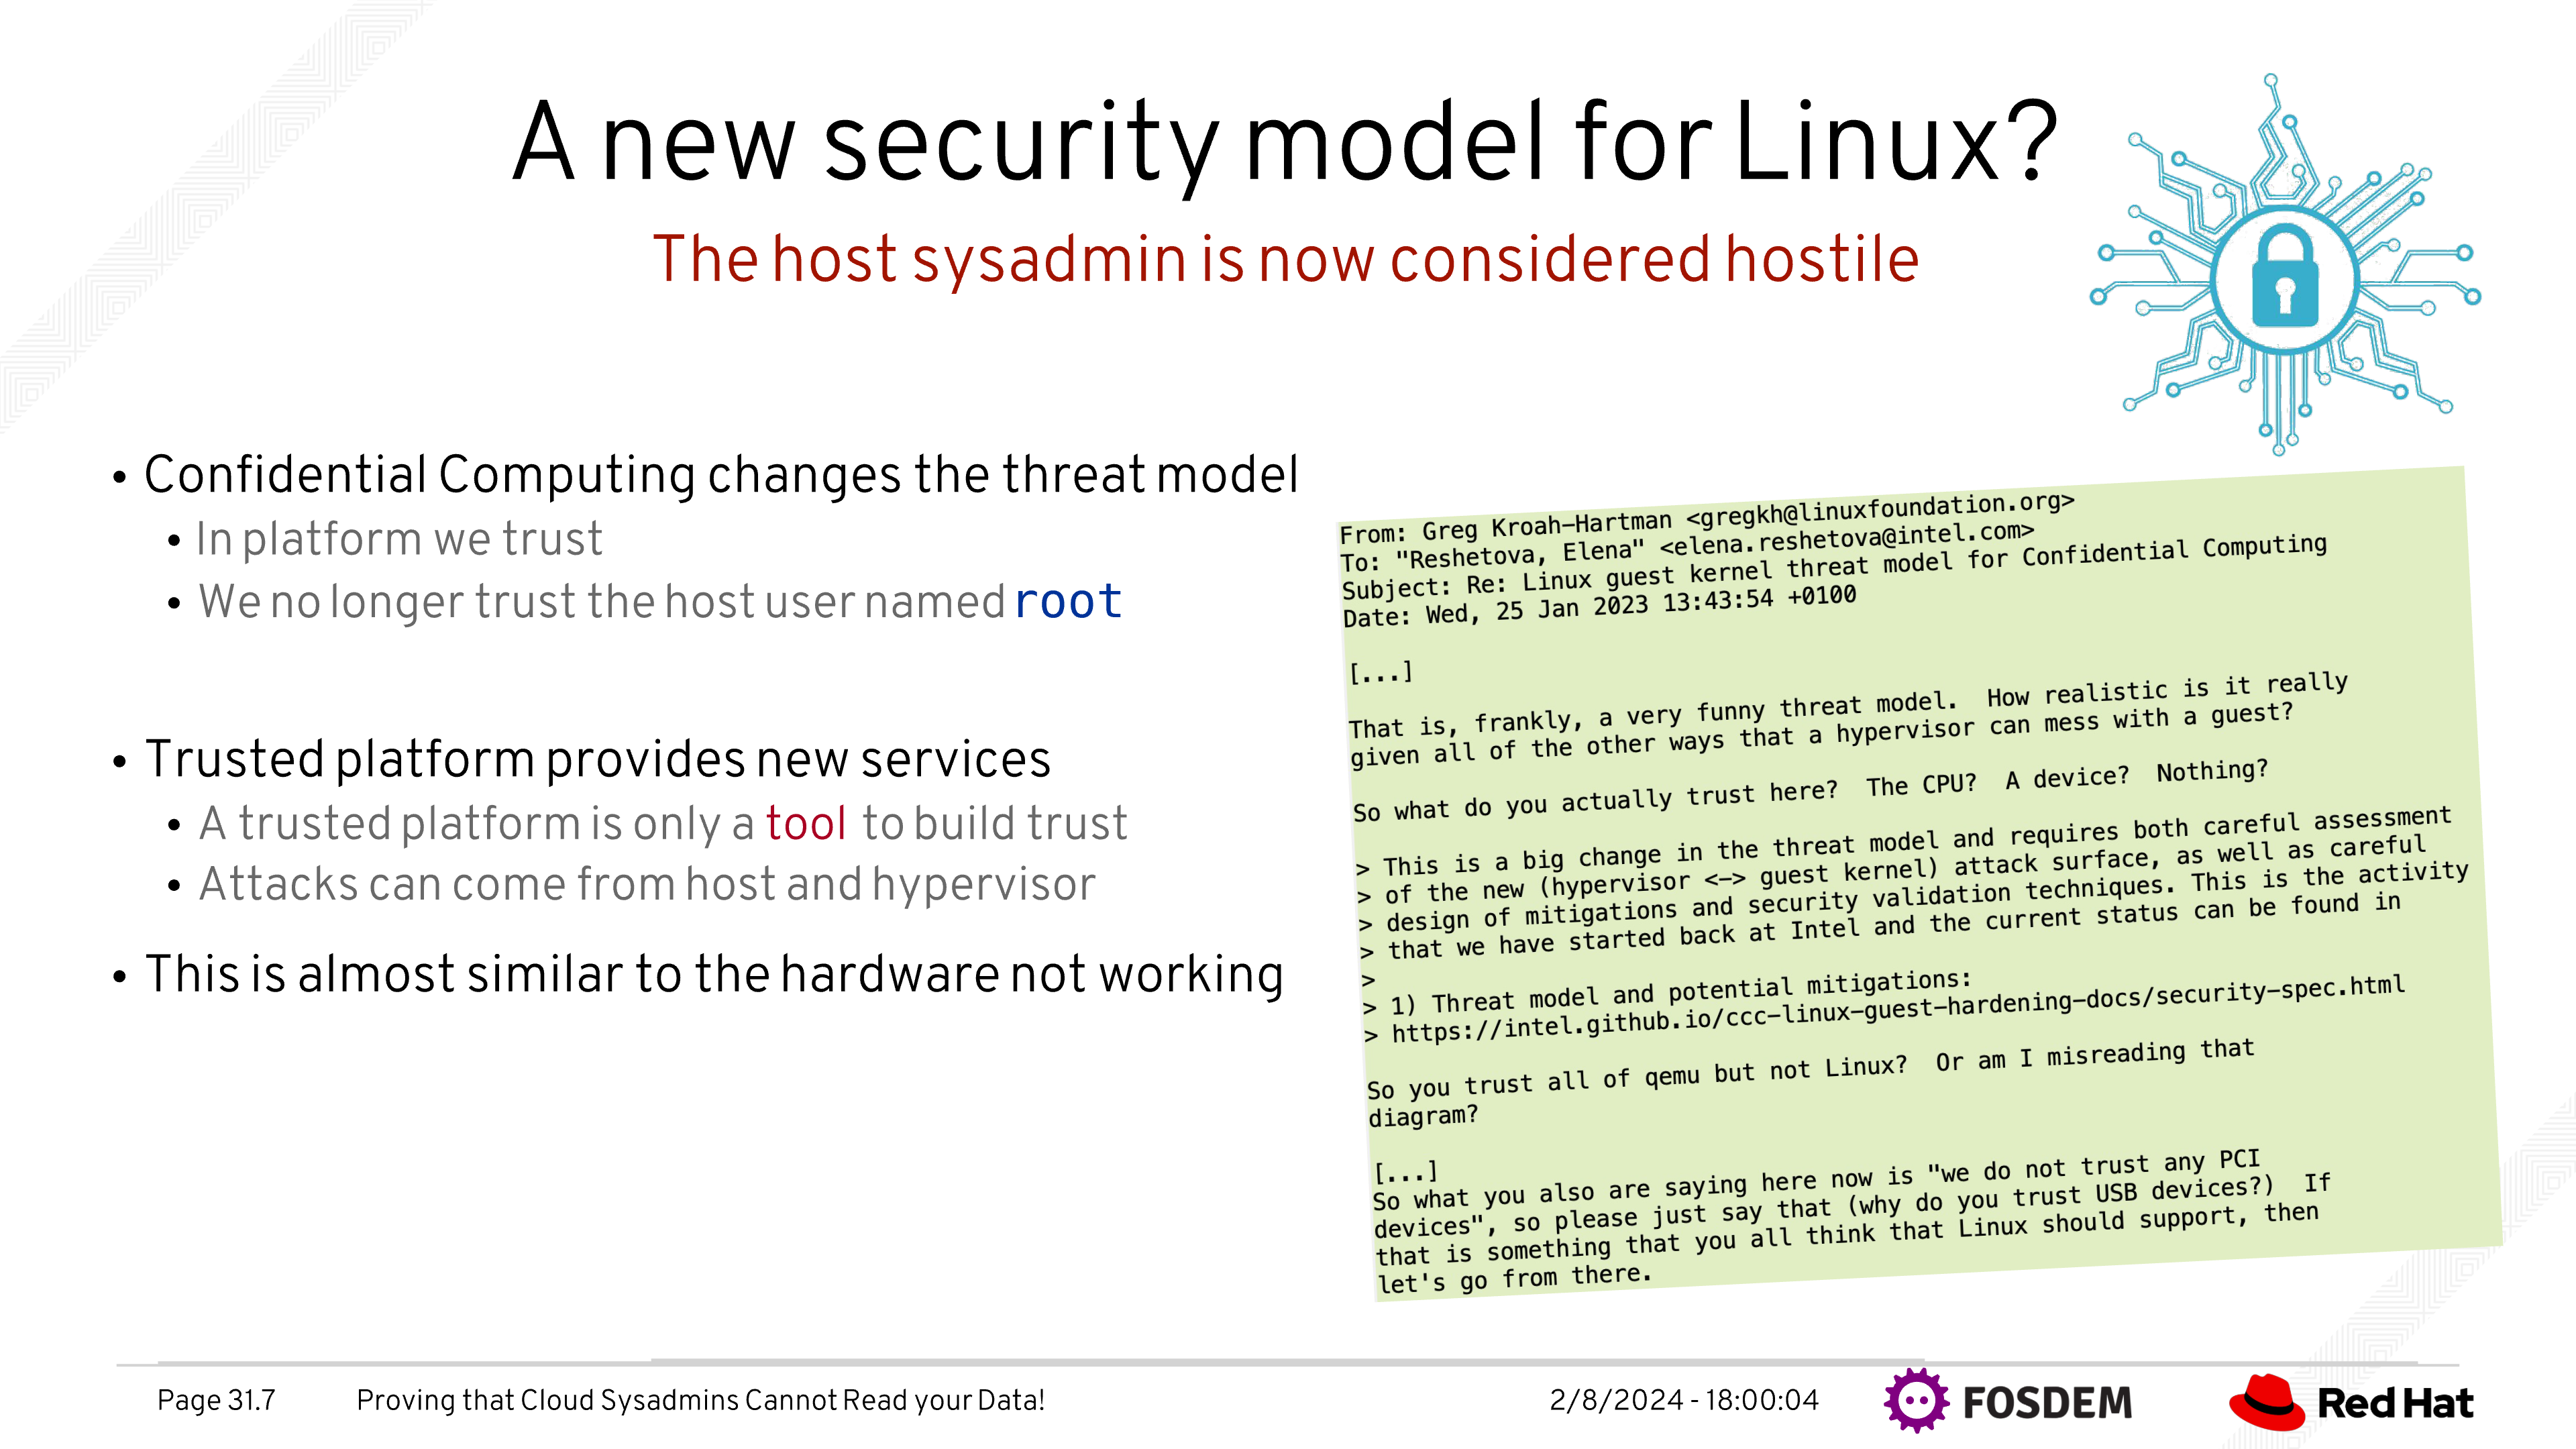 A new security model for Linux?
The host sysadmin is now considered hostile
• Confidential Computing changes the threat model
• In platform we trust
• We no longer trust the host user named root
• Trusted platform provides new services
• A trusted platform is only a tool to build trust
• Attacks can come from host and hypervisor
• This is almost similar to the hardware not working
From: Greg Kroah-Hartman <gregkh@linuxfoundation.org>
To: "Reshetova, Elena" <elena.reshetova@intel.com>
Subject: Re: Linux guest kernel threat model for Confidential Computing
Date: Wed, 25 Jan 2023 13:43:54 +0100
[...]
That is, frankly, a very funny threat model.  How realistic is it really
given all of the other ways that a hypervisor can mess with a guest?
So what do you actually trust here?  The CPU?  A device?  Nothing?
> This is a big change in the threat model and requires both careful assessment
> of the new (hypervisor <-> guest kernel) attack surface, as well as careful
> design of mitigations and security validation techniques. This is the activity
> that we have started back at Intel and the current status can be found in
>
> 1) Threat model and potential mitigations:
> https://intel.github.io/ccc-linux-guest-hardening-docs/security-spec.html
So you trust all of qemu but not Linux?  Or am I misreading that
diagram?
[...]
So what you also are saying here now is "we do not trust any PCI
devices", so please just say that (why do you trust USB devices?)  If
that is something that you all think that Linux should support, then
let's go from there.
Page 31.7
Proving that Cloud Sysadmins Cannot Read your Data!
2/8/2024 - 18:00:04
FOSDEM
Red Hat